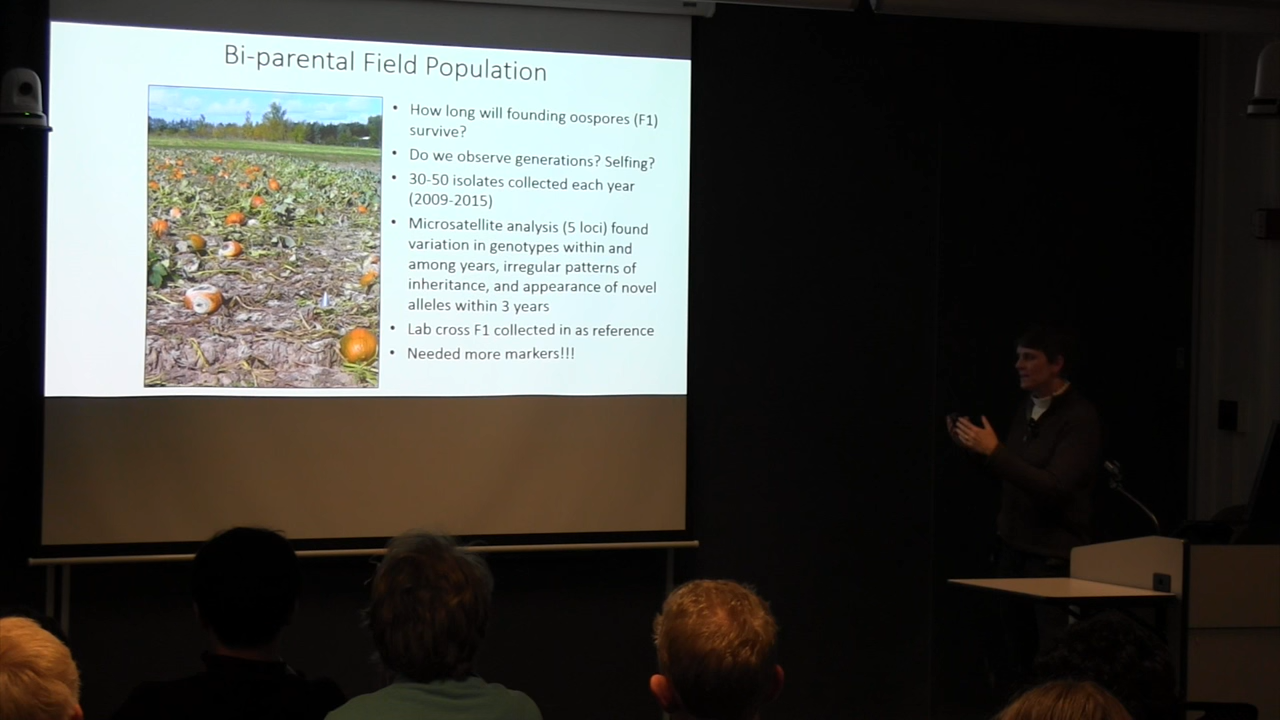 Bi-parental Field Population
• How long will founding oospores (F1)
survive?
• Do we observe generations? Selfing?
• 30-50 isolates collected each year
(2009-2015)
• Microsatellite analysis (5 loci) found
variation in genotypes within and
among years, irregular patterns of
inheritance, and appearance of novel
alleles within 3 years
• Lab cross F1 collected in as reference
• Needed more markers!!!